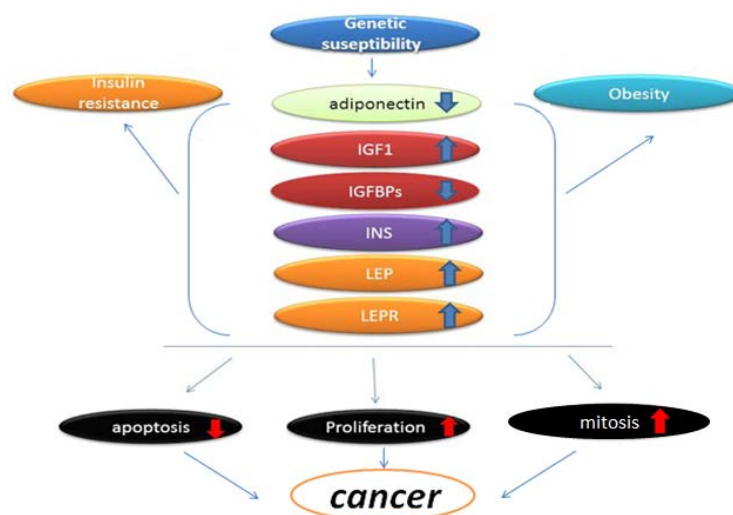 Genetic
suseptibility
Insulin
resistance
adiponectin
Obesity
IGF1
IGFBPs
INS
LEP
LEPR
apoptosis
Proliferation
mitosis
cancer